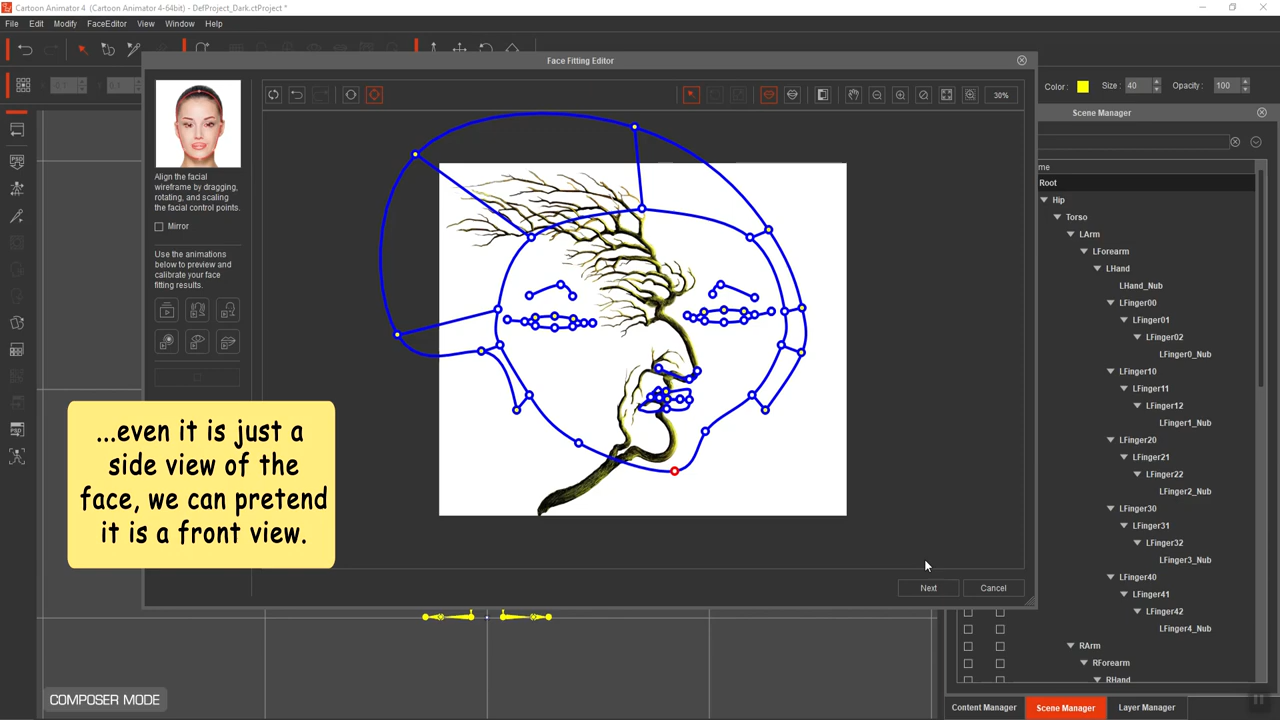 Cartoon Animator 4 (Cartoon Animator 4-64bit) - DefProject_Dark.ctProject *
File Edit Modify FaceEditor View Window Help
Color: Size: 40 Opacity: 100
Face Fitting Editor
Scene Manager
30%
Align the facial
wireframe by dragging,
rotating, and scaling
the facial control points.
Mirror
Use the animations
below to preview and
calibrate your face
fitting results.
...even it is just a
side view of the
face, we can pretend
it is a front view.
Next Cancel
me
Root
Hip
Torso
LArm
LForearm
LHand
LHand_Nub
LFinger00
LFinger01
LFinger02
LFinger0_Nub
LFinger10
LFinger11
LFinger12
LFinger1_Nub
LFinger20
LFinger21
LFinger22
LFinger2_Nub
LFinger30
LFinger31
LFinger32
LFinger3_Nub
LFinger40
LFinger41
LFinger42
LFinger4_Nub
RArm
RForearm
RHand
COMPOSER MODE
Content Manager Scene Manager Layer Manager